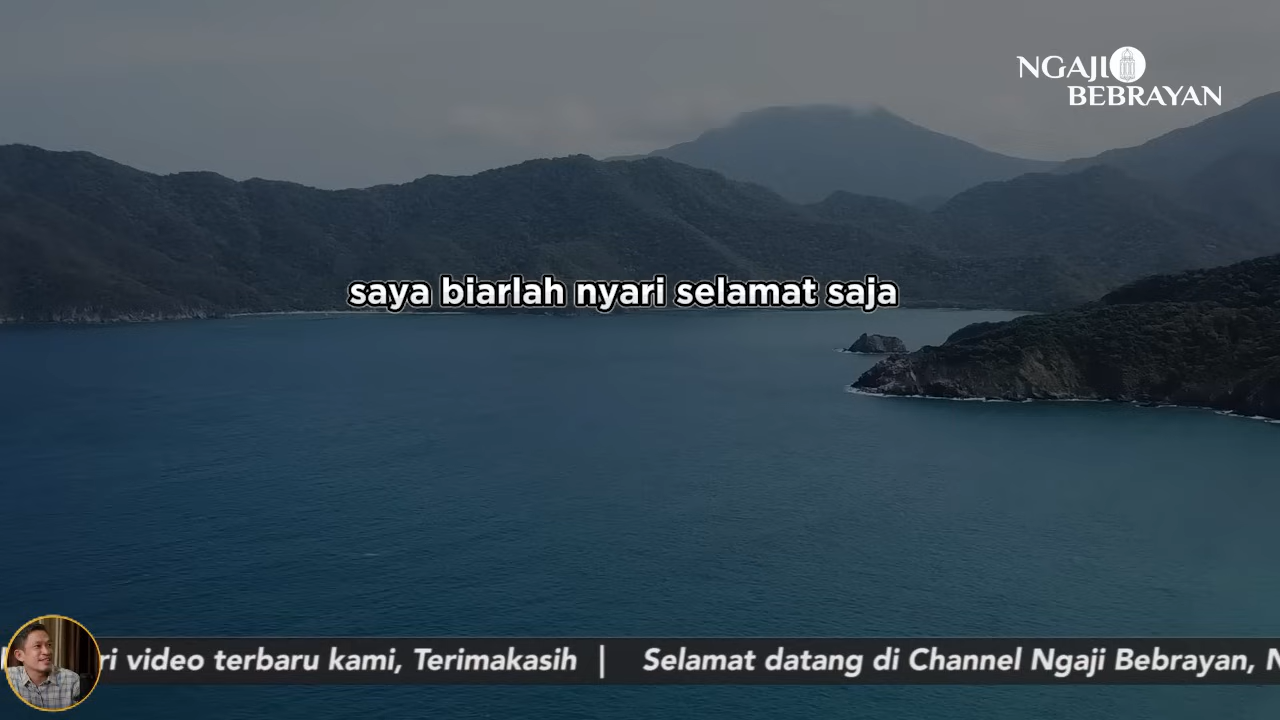 NGAJI
BEBRAYAN
saya biarlah nyari selamat saja
ri video terbaru kami, Terimakasih | Selamat datang di Channel Ngaji Bebrayan, N